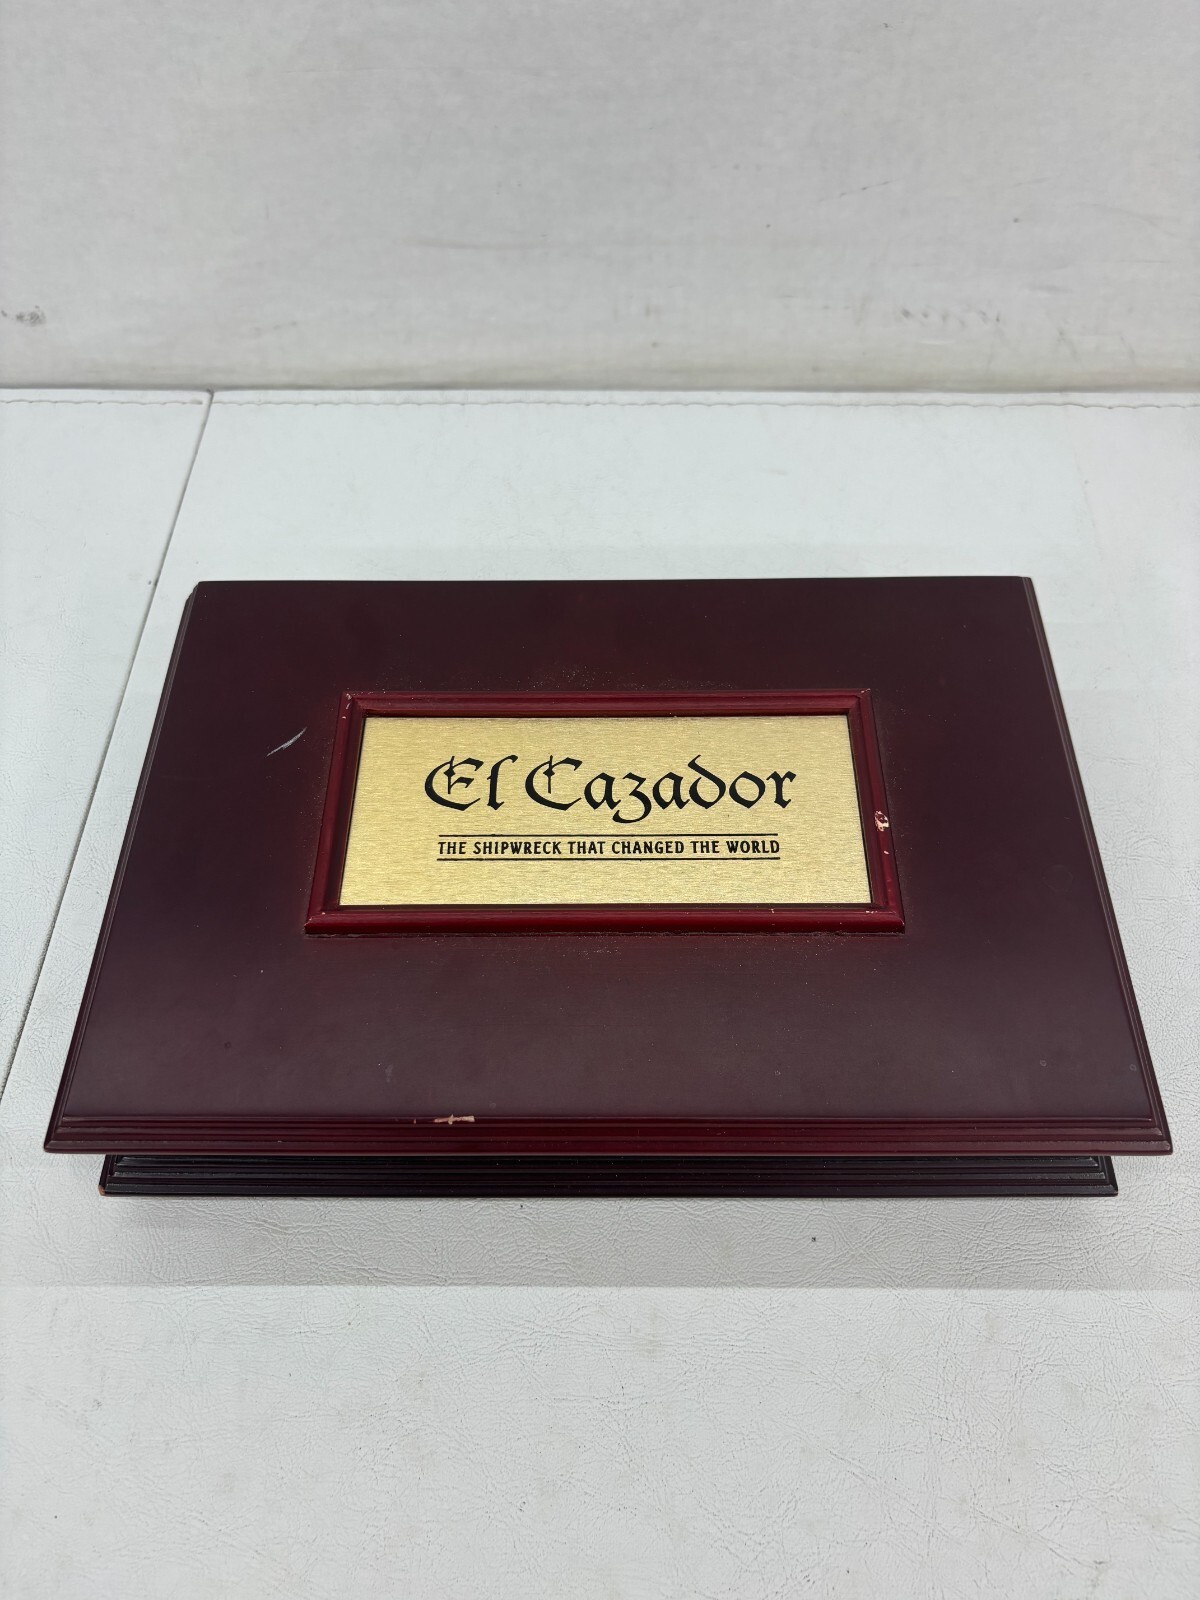 El Cazador
THE SHIPWRECK THAT CHANGED THE WORLD